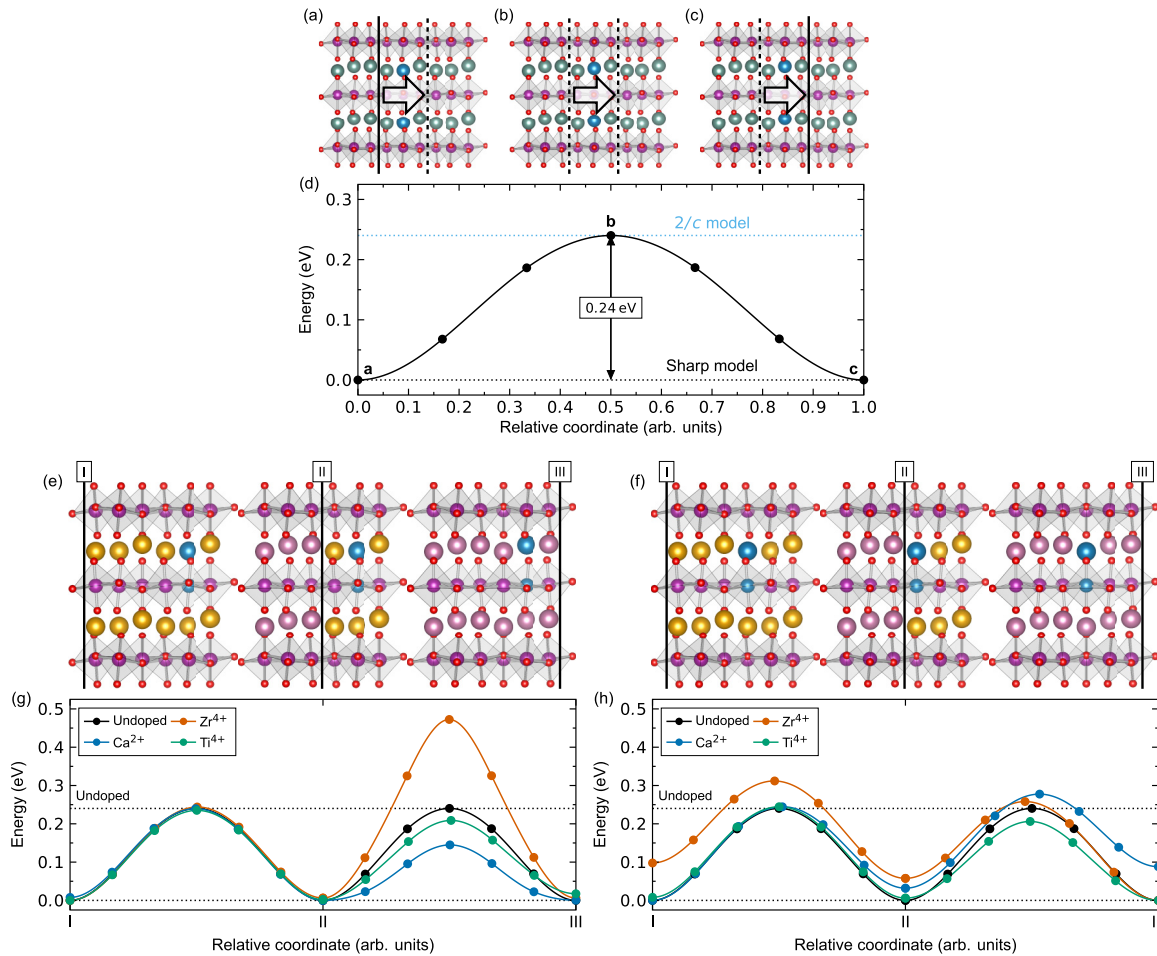 (a) (b) (c)
(d)
0.3
0.2
0.1
0.0
Energy (eV)
b
2/c model
0.24 eV
Sharp model
a c
0.0 0.1 0.2 0.3 0.4 0.5 0.6 0.7 0.8 0.9 1.0
Relative coordinate (arb. units)
(e) I II III
(f) I II III
(g)
0.5
0.4
0.3
0.2
0.1
0.0
Energy (eV)
Undoped Zr⁴⁺
Ca²⁺ Ti⁴⁺
Undoped
I II III
Relative coordinate (arb. units)
(h)
0.5
0.4
0.3
0.2
0.1
0.0
Energy (eV)
Undoped Zr⁴⁺
Ca²⁺ Ti⁴⁺
Undoped
I II I
Relative coordinate (arb. units)